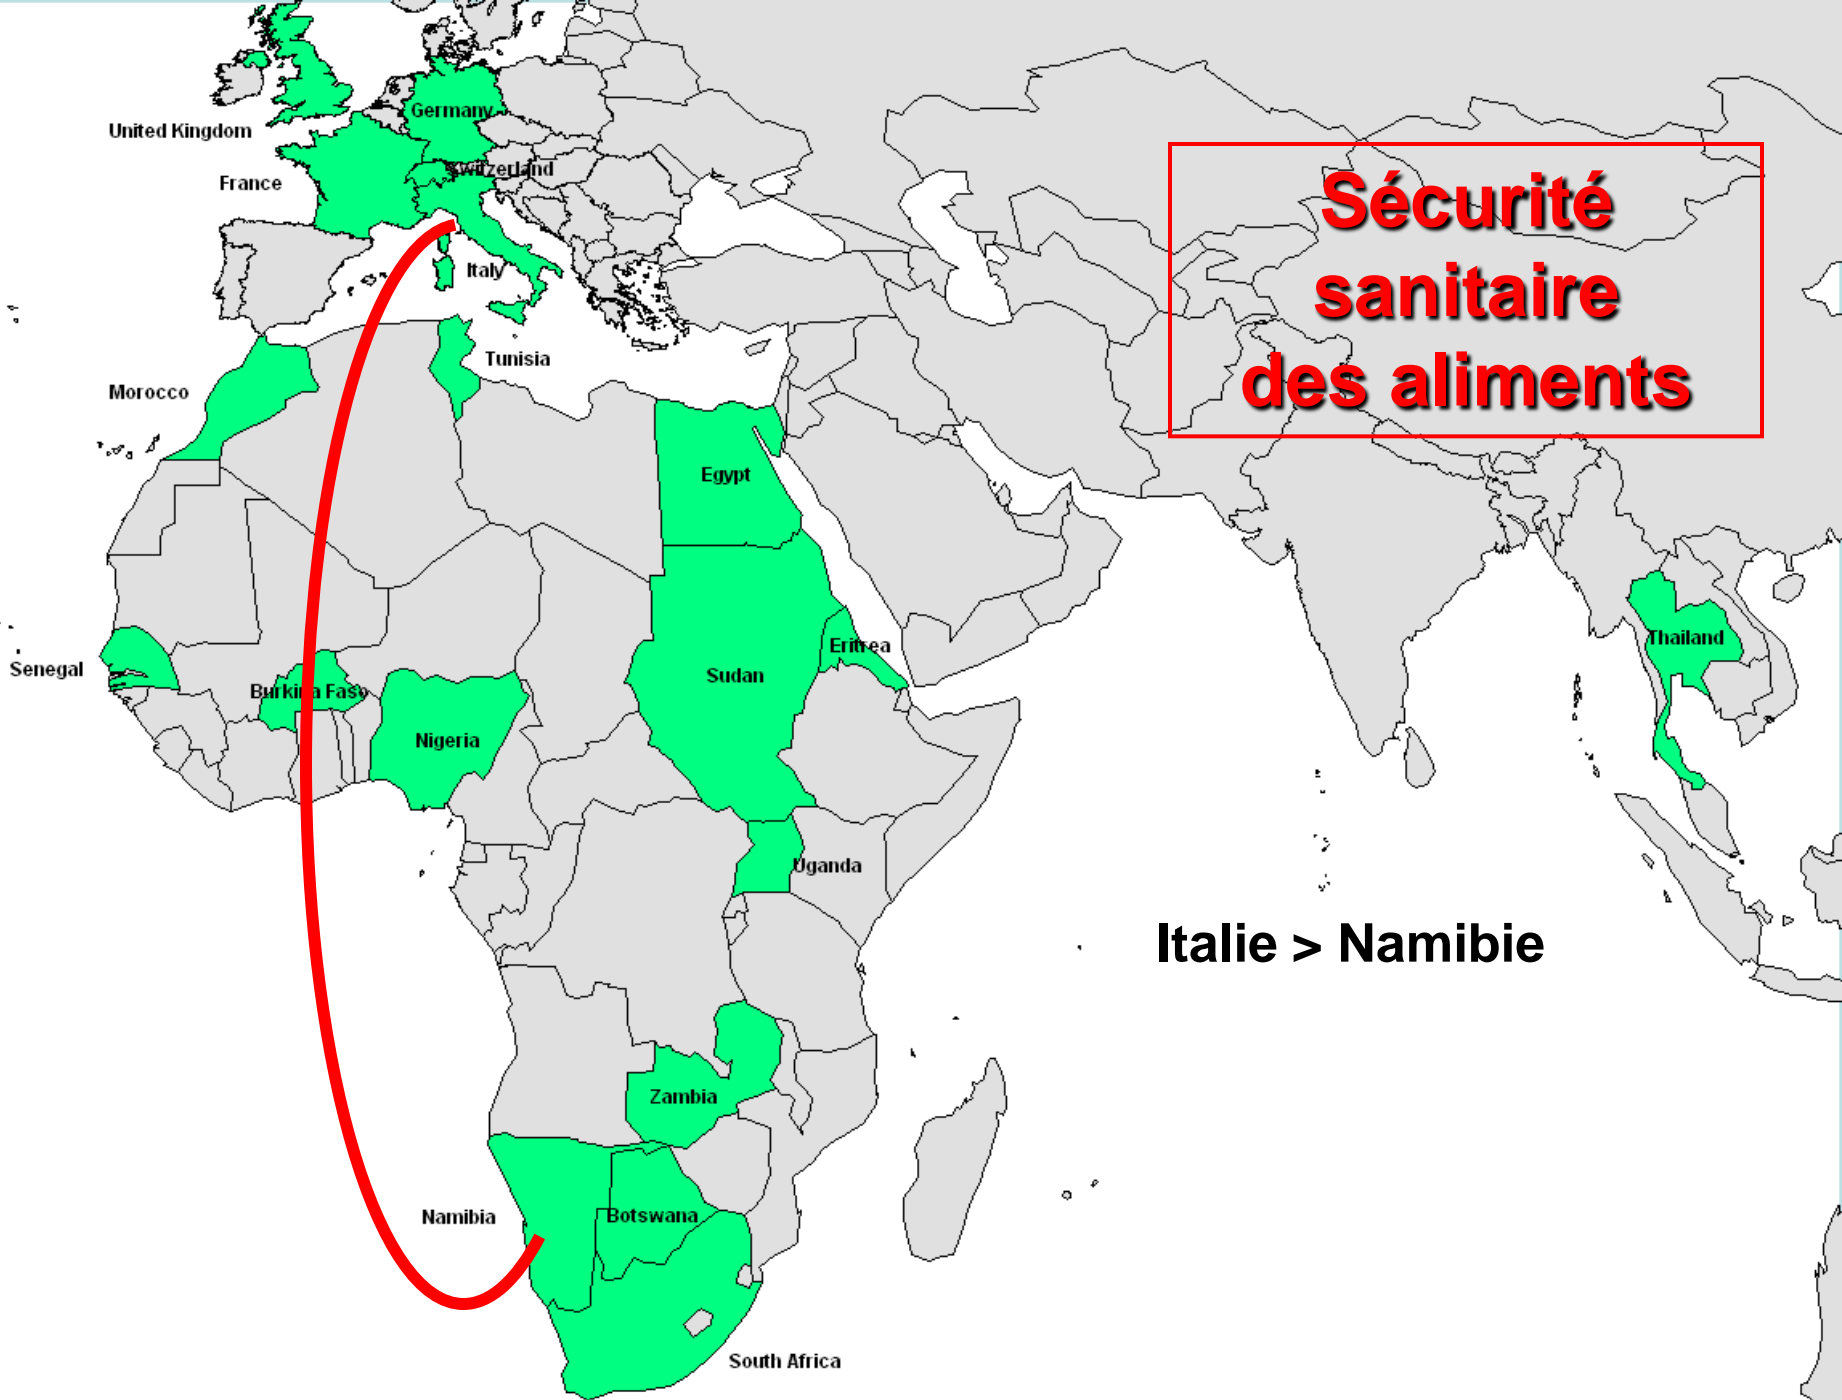 Germany
United Kingdom
Switzerland
France
Sécurité
sanitaire
des aliments
Italy
Tunisia
Morocco
Egypt
Eritrea
Thailand
Senegal
Sudan
Burkina Faso
Nigeria
Uganda
Italie > Namibie
Zambia
Namibia
Botswana
South Africa